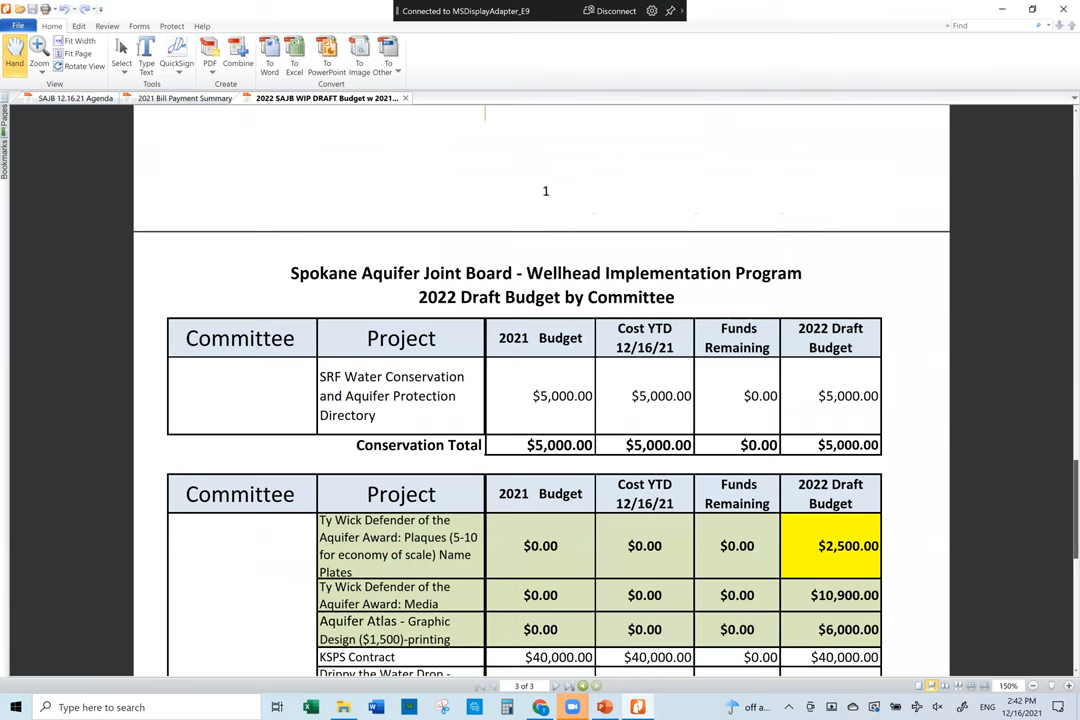 Connected to MSDisplayAdapter_E9 Disconnect
File Home Edit Review Forms Protect Help Find
Hand Zoom Fit Width Fit Page Rotate View Select Type Text QuickSign PDF Combine To Word To Excel To PowerPoint To Image To Other
View Tools Create Convert
SAJB 12.16.21 Agenda 2021 Bill Payment Summary 2022 SAJB WIP DRAFT Budget w 2021...
Pages
Bookmarks
1
Spokane Aquifer Joint Board - Wellhead Implementation Program
2022 Draft Budget by Committee
Committee Project 2021 Budget Cost YTD 12/16/21 Funds Remaining 2022 Draft Budget
SRF Water Conservation
and Aquifer Protection $5,000.00 $5,000.00 $0.00 $5,000.00
Directory
Conservation Total $5,000.00 $5,000.00 $0.00 $5,000.00
Committee Project 2021 Budget Cost YTD 12/16/21 Funds Remaining 2022 Draft Budget
Ty Wick Defender of the
Aquifer Award: Plaques (5-10
for economy of scale) Name $0.00 $0.00 $0.00 $2,500.00
Plates
Ty Wick Defender of the
Aquifer Award: Media $0.00 $0.00 $0.00 $10,900.00
Aquifer Atlas - Graphic
Design ($1,500)-printing $0.00 $0.00 $0.00 $6,000.00
KSPS Contract $40,000.00 $40,000.00 $0.00 $40,000.00
Drippy the Water Drop -
3 of 3 150%
Type here to search off a... ENG 2:42 PM
12/16/2021